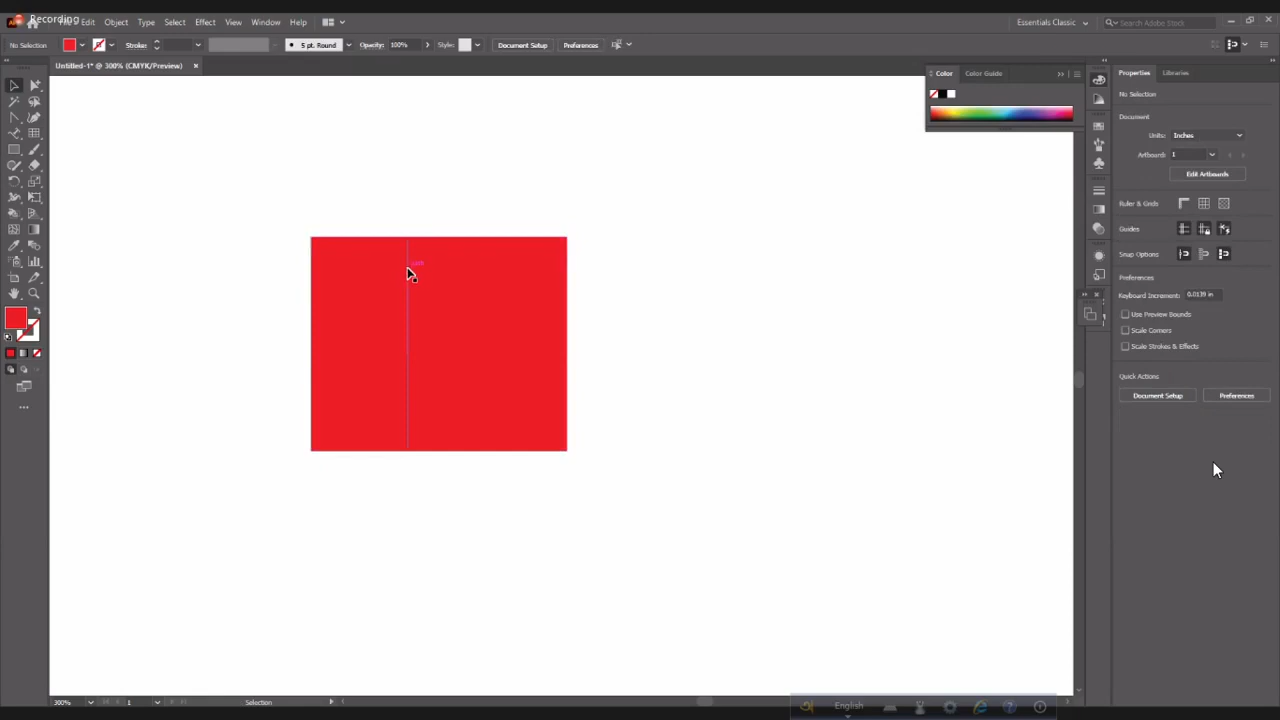 Recording
Edit Object Type Select Effect View Window Help
Essentials Classic
Search Adobe Stock
No Selection
Stroke:
5 pt. Round
Opacity: 100%
Style:
Document Setup
Preferences
Untitled-1* @ 300% (CMYK/Preview)
Color Color Guide
Properties Libraries
No Selection
Document
Units: Inches
Artboard: 1
Edit Artboards
Ruler & Grids
Guides
Snap Options
Preferences
Keyboard Increment: 0.0139 in
Use Preview Bounds
Scale Corners
Scale Strokes & Effects
Quick Actions
Document Setup Preferences
300% 1 Selection
English